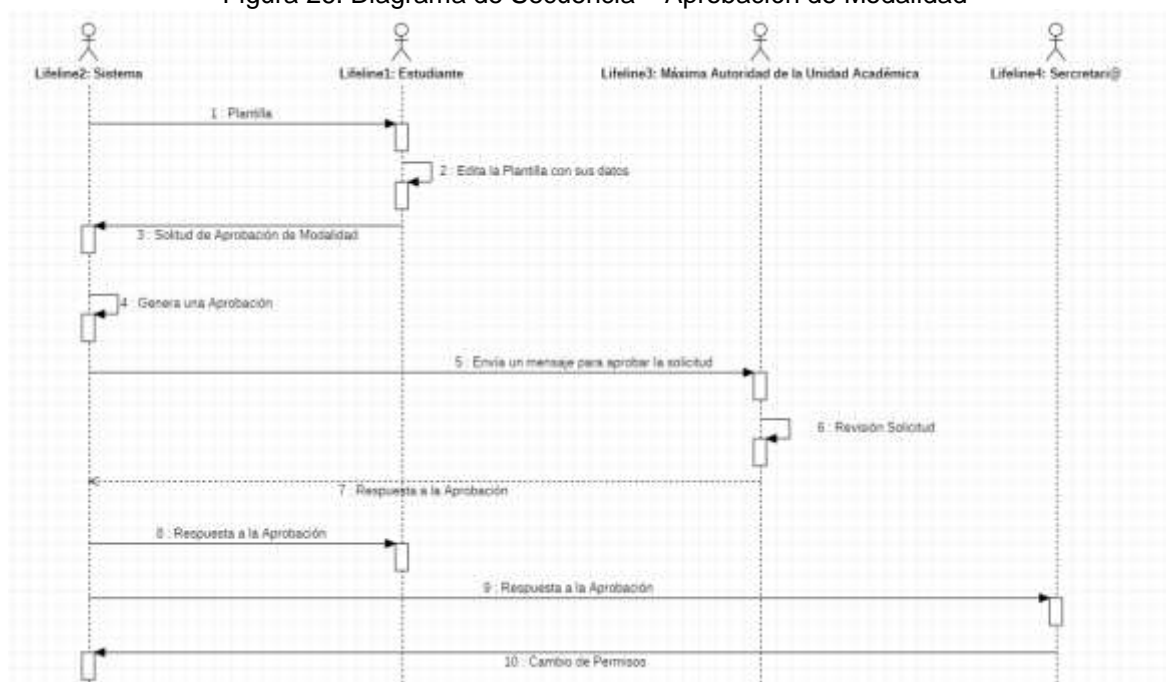 Figura 25. Diagrama de Secuencia – Aprobación de Modalidad
Lifeline2: Sistema
Lifeline1: Estudiante
Lifeline3: Máxima Autoridad de la Unidad Académica
Lifeline4: Sercretari@
1 : Plantilla
2 : Edita la Plantilla con sus datos
3 : Solitud de Aprobación de Modalidad
4 : Genera una Aprobación
5 : Envía un mensaje para aprobar la solicitud
6 : Revisión Solicitud
7 : Respuesta a la Aprobación
8 : Respuesta a la Aprobación
9 : Respuesta a la Aprobación
10 : Cambio de Permisos